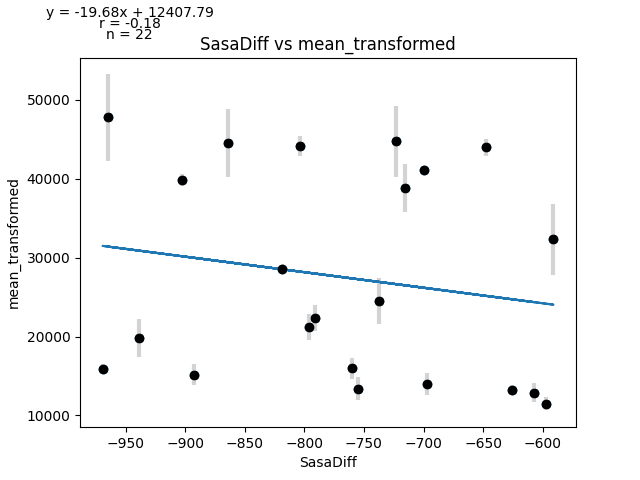 y = -19.68x + 12407.79
r = -0.18
n = 22
SasaDiff vs mean_transformed
50000
40000
30000
20000
10000
mean_transformed
−950 −900 −850 −800 −750 −700 −650 −600
SasaDiff